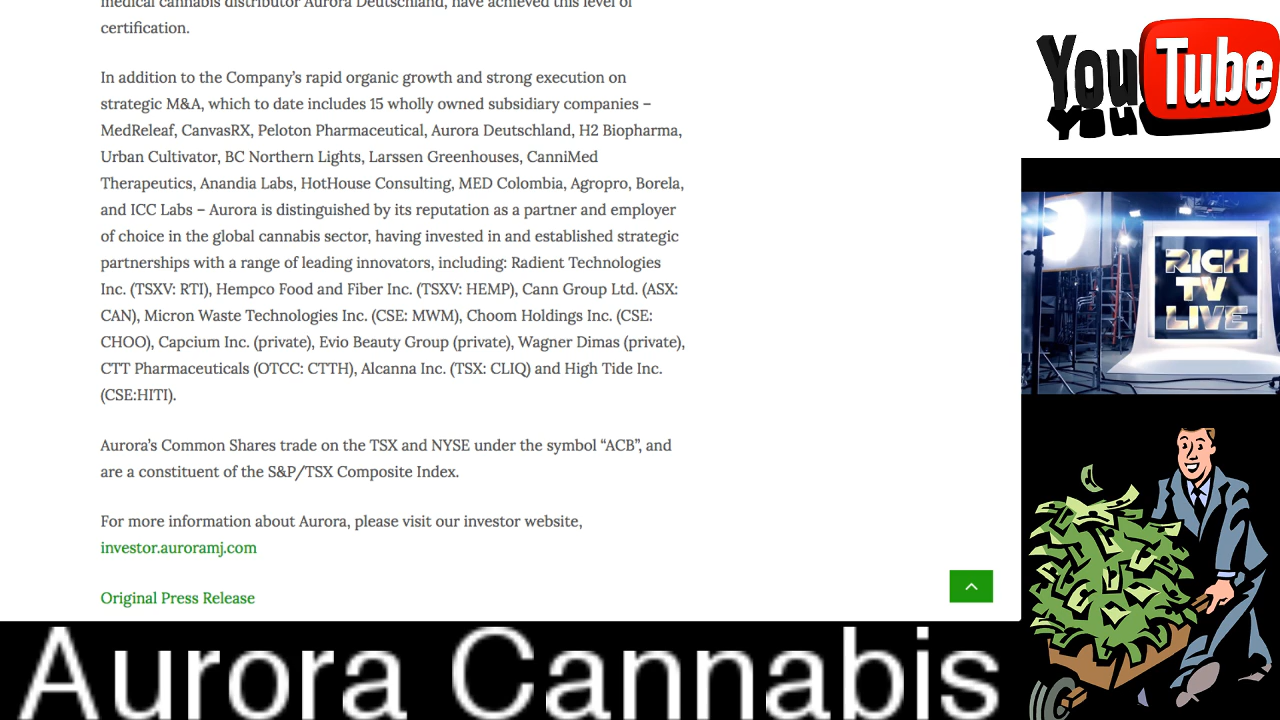 medical cannabis distributor Aurora Deutschland, have achieved this level of
certification.
In addition to the Company’s rapid organic growth and strong execution on
strategic M&A, which to date includes 15 wholly owned subsidiary companies –
MedReleaf, CanvasRX, Peloton Pharmaceutical, Aurora Deutschland, H2 Biopharma,
Urban Cultivator, BC Northern Lights, Larssen Greenhouses, CanniMed
Therapeutics, Anandia Labs, HotHouse Consulting, MED Colombia, Agropro, Borela,
and ICC Labs – Aurora is distinguished by its reputation as a partner and employer
of choice in the global cannabis sector, having invested in and established strategic
partnerships with a range of leading innovators, including: Radient Technologies
Inc. (TSXV: RTI), Hempco Food and Fiber Inc. (TSXV: HEMP), Cann Group Ltd. (ASX:
CAN), Micron Waste Technologies Inc. (CSE: MWM), Choom Holdings Inc. (CSE:
CHOO), Capcium Inc. (private), Evio Beauty Group (private), Wagner Dimas (private),
CTT Pharmaceuticals (OTCC: CTTH), Alcanna Inc. (TSX: CLIQ) and High Tide Inc.
(CSE:HITI).
Aurora’s Common Shares trade on the TSX and NYSE under the symbol “ACB”, and
are a constituent of the S&P/TSX Composite Index.
For more information about Aurora, please visit our investor website,
investor.auroramj.com
Original Press Release
Aurora Cannabis
You Tube
RICH
TV
LIVE